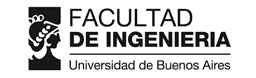 FACULTAD
DE INGENIERIA
Universidad de Buenos Aires